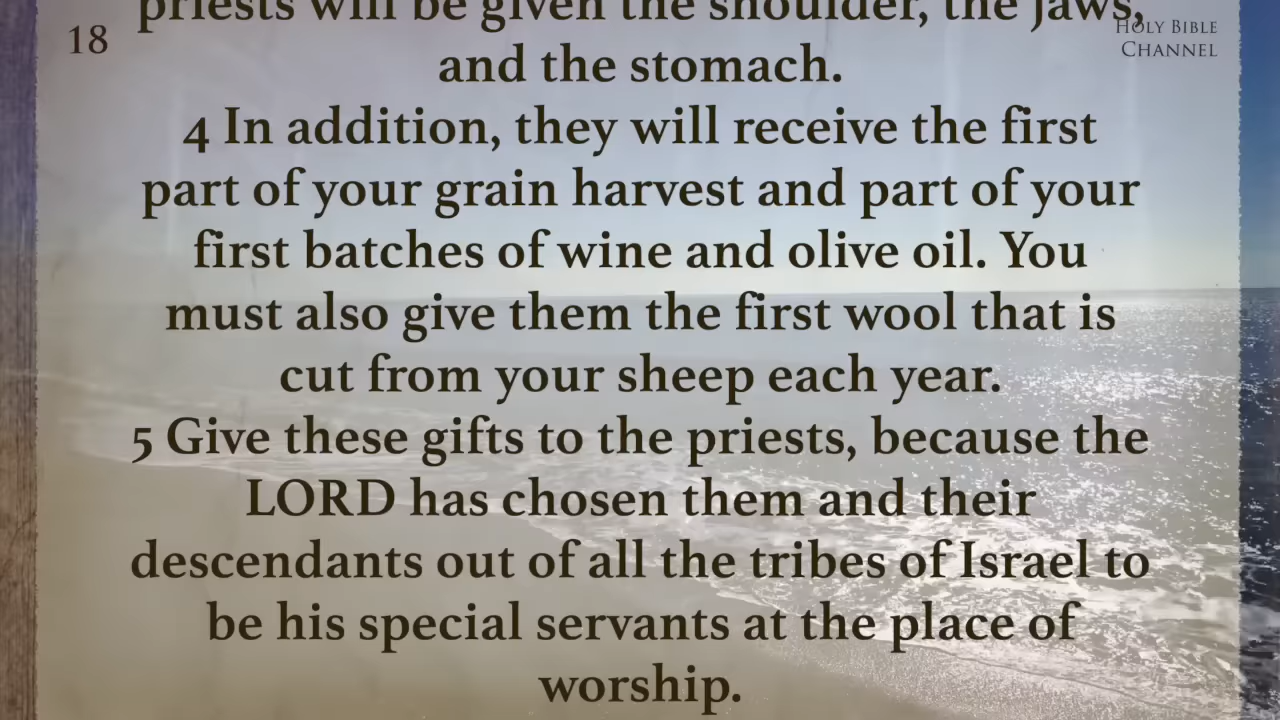 priests will be given the shoulder, the jaws,
18
HOLY BIBLE
CHANNEL
and the stomach.
4 In addition, they will receive the first
part of your grain harvest and part of your
first batches of wine and olive oil. You
must also give them the first wool that is
cut from your sheep each year.
5 Give these gifts to the priests, because the
LORD has chosen them and their
descendants out of all the tribes of Israel to
be his special servants at the place of
worship.